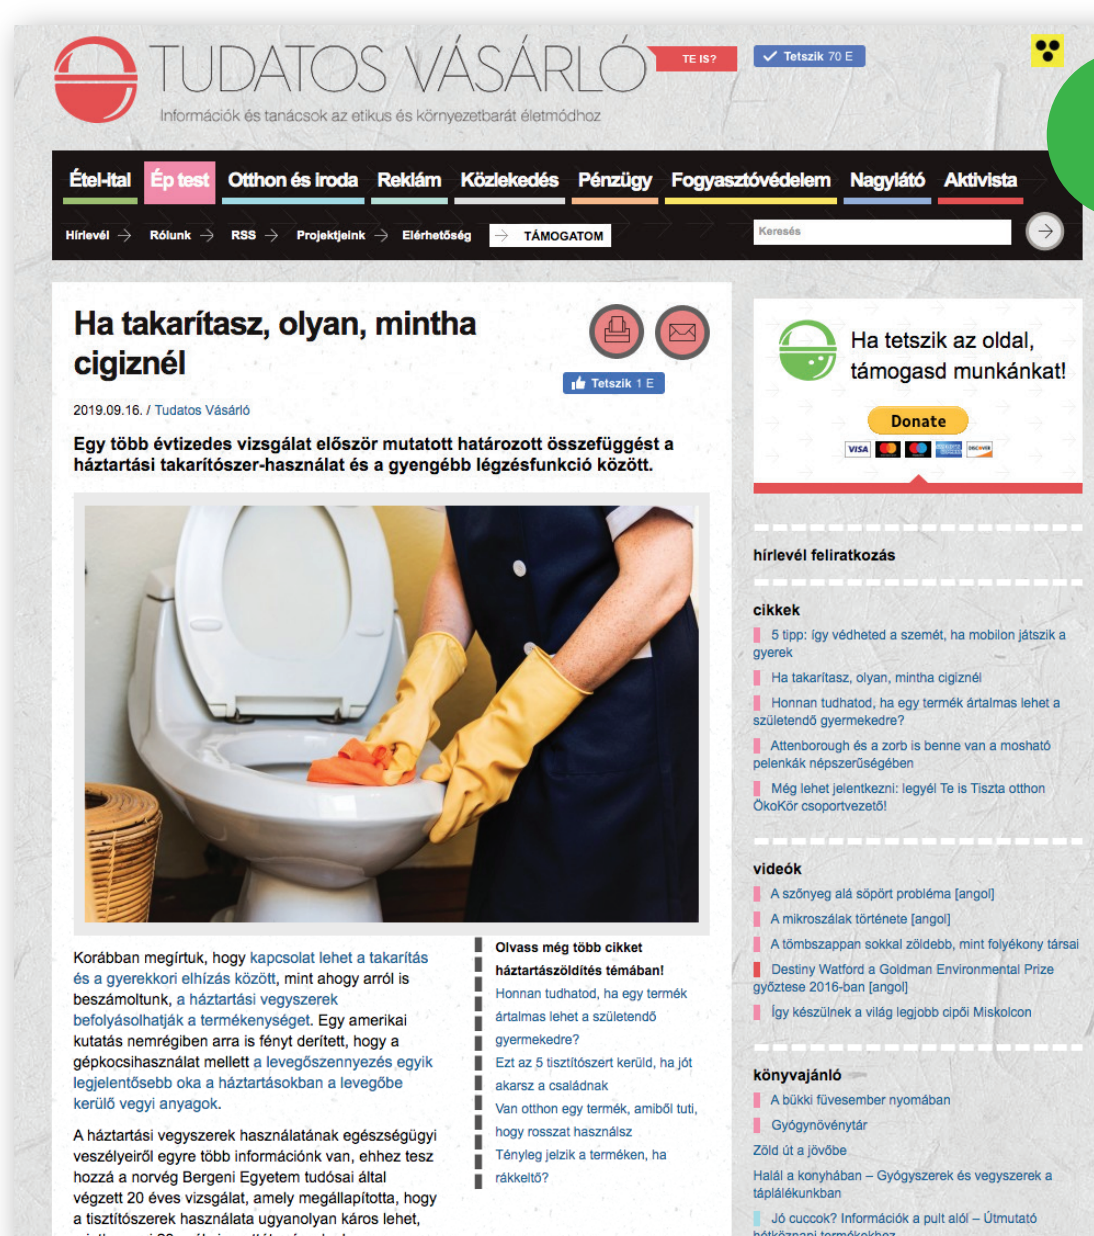 TUDATOS VÁSÁRLÓ
TE IS?
Tetszik 70 E
Információk és tanácsok az etikus és környezetbarát életmódhoz
Étel-ital Ép test Otthon és iroda Reklám Közlekedés Pénzügy Fogyasztóvédelem Nagylátó Aktivista
Hírlevél Rólunk RSS Projektjeink Elérhetőség TÁMOGATOM
Keresés
Ha takarítasz, olyan, mintha
cigiznél
Tetszik 1 E
2019.09.16. / Tudatos Vásárló
Egy több évtizedes vizsgálat először mutatott határozott összefüggést a
háztartási takarítószer-használat és a gyengébb légzésfunkció között.
Korábban megírtuk, hogy kapcsolat lehet a takarítás
és a gyerekkori elhízás között, mint ahogy arról is
beszámoltunk, a háztartási vegyszerek
befolyásolhatják a termékenységet. Egy amerikai
kutatás nemrégiben arra is fényt derített, hogy a
gépkocsihasználat mellett a levegőszennyezés egyik
legjelentősebb oka a háztartásokban a levegőbe
kerülő vegyi anyagok.
A háztartási vegyszerek használatának egészségügyi
veszélyeiről egyre több információnk van, ehhez tesz
hozzá a norvég Bergeni Egyetem tudósai által
végzett 20 éves vizsgálat, amely megállapította, hogy
a tisztítószerek használata ugyanolyan káros lehet,
Olvass még több cikket
háztartászöldítés témában!
Honnan tudhatod, ha egy termék
ártalmas lehet a születendő
gyermekedre?
Ezt az 5 tisztítószert kerüld, ha jót
akarsz a családnak
Van otthon egy termék, amiből tuti,
hogy rosszat használsz
Tényleg jelzik a terméken, ha
rákkeltő?
Ha tetszik az oldal,
támogasd munkánkat!
Donate
VISA
DISCOVER
hírlevél feliratkozás
cikkek
5 tipp: így védheted a szemét, ha mobilon játszik a
gyerek
Ha takarítasz, olyan, mintha cigiznél
Honnan tudhatod, ha egy termék ártalmas lehet a
születendő gyermekedre?
Attenborough és a zorb is benne van a mosható
pelenkák népszerűségében
Még lehet jelentkezni: legyél Te is Tiszta otthon
ÖkoKör csoportvezető!
videók
A szőnyeg alá söpört probléma [angol]
A mikroszálak története [angol]
A tömbszappan sokkal zöldebb, mint folyékony társai
Destiny Watford a Goldman Environmental Prize
győztese 2016-ban [angol]
Így készülnek a világ legjobb cipői Miskolcon
könyvajánló
A bükki füvesember nyomában
Gyógynövénytár
Zöld út a jövőbe
Halál a konyhában – Gyógyszerek és vegyszerek a
táplálékunkban
Jó cuccok? Információk a pult alól – Útmutató